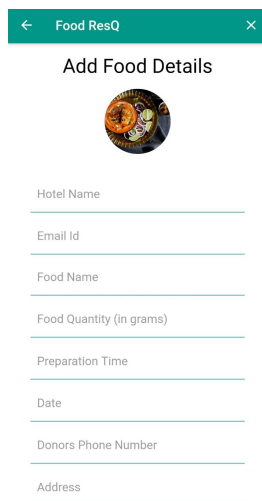 Food ResQ
Add Food Details
Hotel Name
Email Id
Food Name
Food Quantity (in grams)
Preparation Time
Date
Donors Phone Number
Address